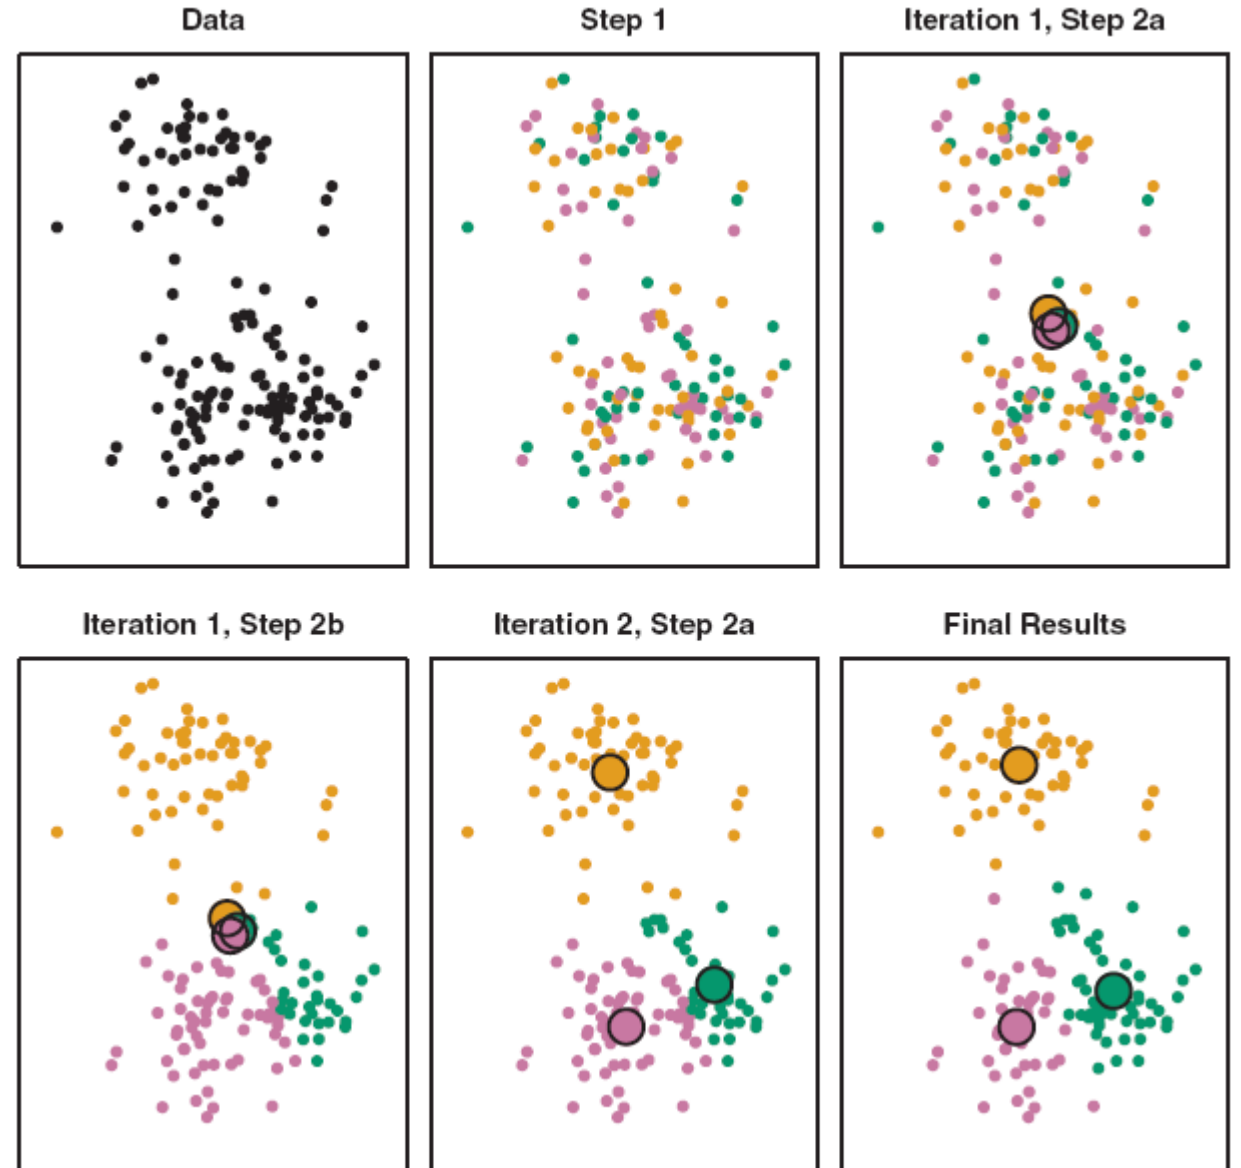 Data
Step 1
Iteration 1, Step 2a
Iteration 1, Step 2b
Iteration 2, Step 2a
Final Results